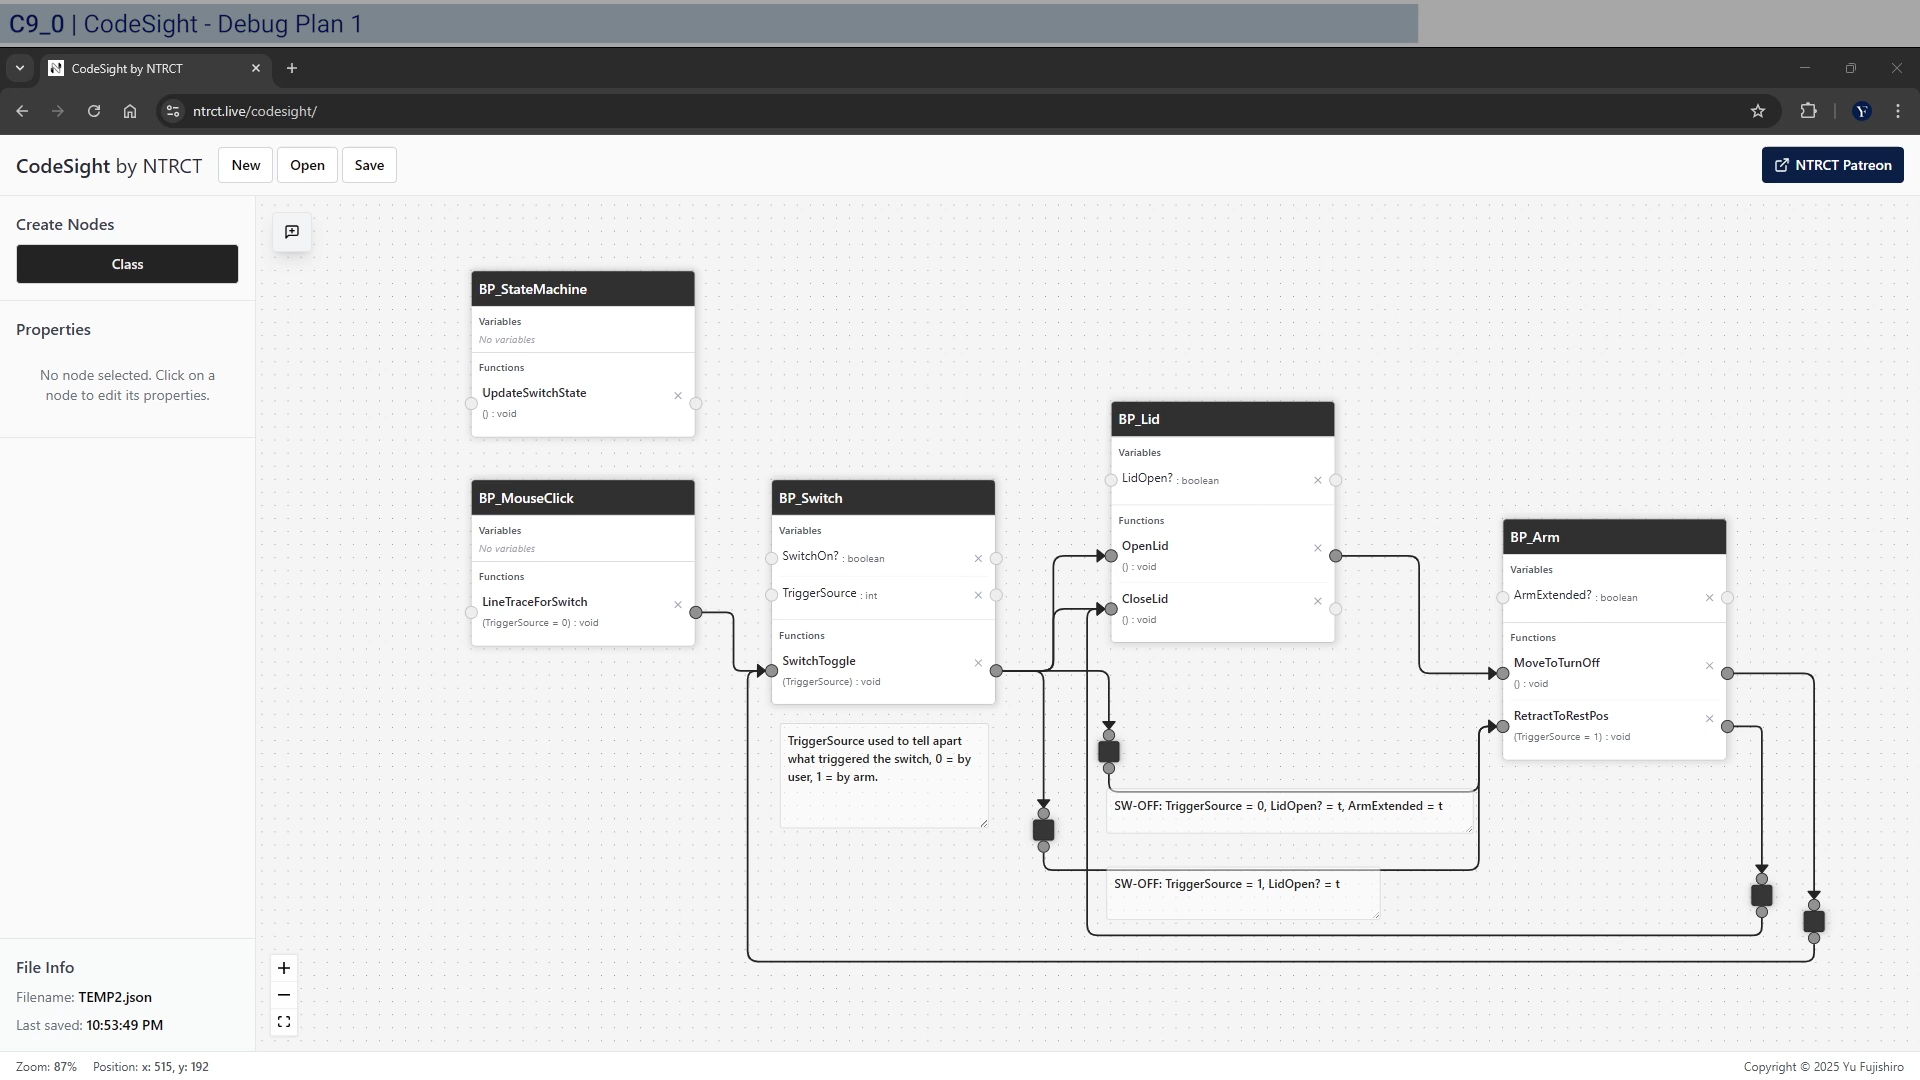 C9_0 | CodeSight - Debug Plan 1
CodeSight by NTRCT
ntrct.live/codesight/
Y
CodeSight by NTRCT
New
Open
Save
NTRCT Patreon
Create Nodes
Class
Properties
No node selected. Click on a
node to edit its properties.
BP_StateMachine
Variables
No variables
Functions
UpdateSwitchState
() : void
BP_MouseClick
Variables
No variables
Functions
LineTraceForSwitch
(TriggerSource = 0) : void
BP_Switch
Variables
SwitchOn? : boolean
TriggerSource : int
Functions
SwitchToggle
(TriggerSource) : void
TriggerSource used to tell apart
what triggered the switch, 0 = by
user, 1 = by arm.
BP_Lid
Variables
LidOpen? : boolean
Functions
OpenLid
() : void
CloseLid
() : void
BP_Arm
Variables
ArmExtended? : boolean
Functions
MoveToTurnOff
() : void
RetractToRestPos
(TriggerSource = 1) : void
SW-OFF: TriggerSource = 0, LidOpen? = t, ArmExtended = t
SW-OFF: TriggerSource = 1, LidOpen? = t
File Info
Filename: TEMP2.json
Last saved: 10:53:49 PM
Zoom: 87% Position: x: 515, y: 192
Copyright © 2025 Yu Fujishiro